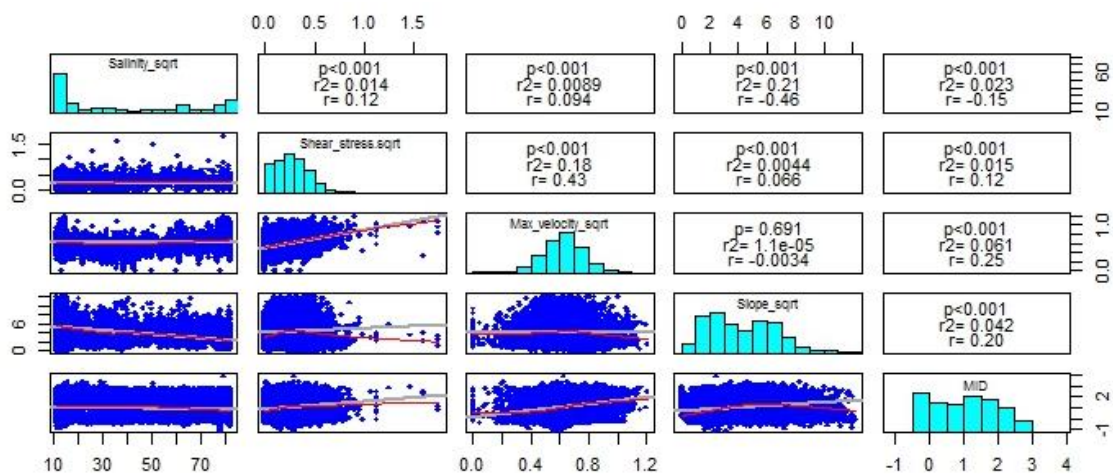 0.0 0.5 1.5
0 2 4 6 10
Salinity_sqrt
p<0.001
r2= 0.014
r= 0.12
p<0.001
r2= 0.0089
r= 0.094
p<0.001
r2= 0.21
r= -0.46
p<0.001
r2= 0.023
r= -0.15
10 60
0.0 1.5
Shear_stress.sqrt
p<0.001
r2= 0.18
r= 0.43
p<0.001
r2= 0.0044
r= 0.066
p<0.001
r2= 0.015
r= 0.12
Max_velocity_sqrt
p= 0.691
r2= 1.1e-05
r= -0.0034
p<0.001
r2= 0.061
r= 0.25
0.0 1.0
0 6
Slope_sqrt
p<0.001
r2= 0.042
r= 0.20
MID
-1 2
10 30 50 70
0.0 0.4 0.8 1.2
-1 0 1 2 3 4